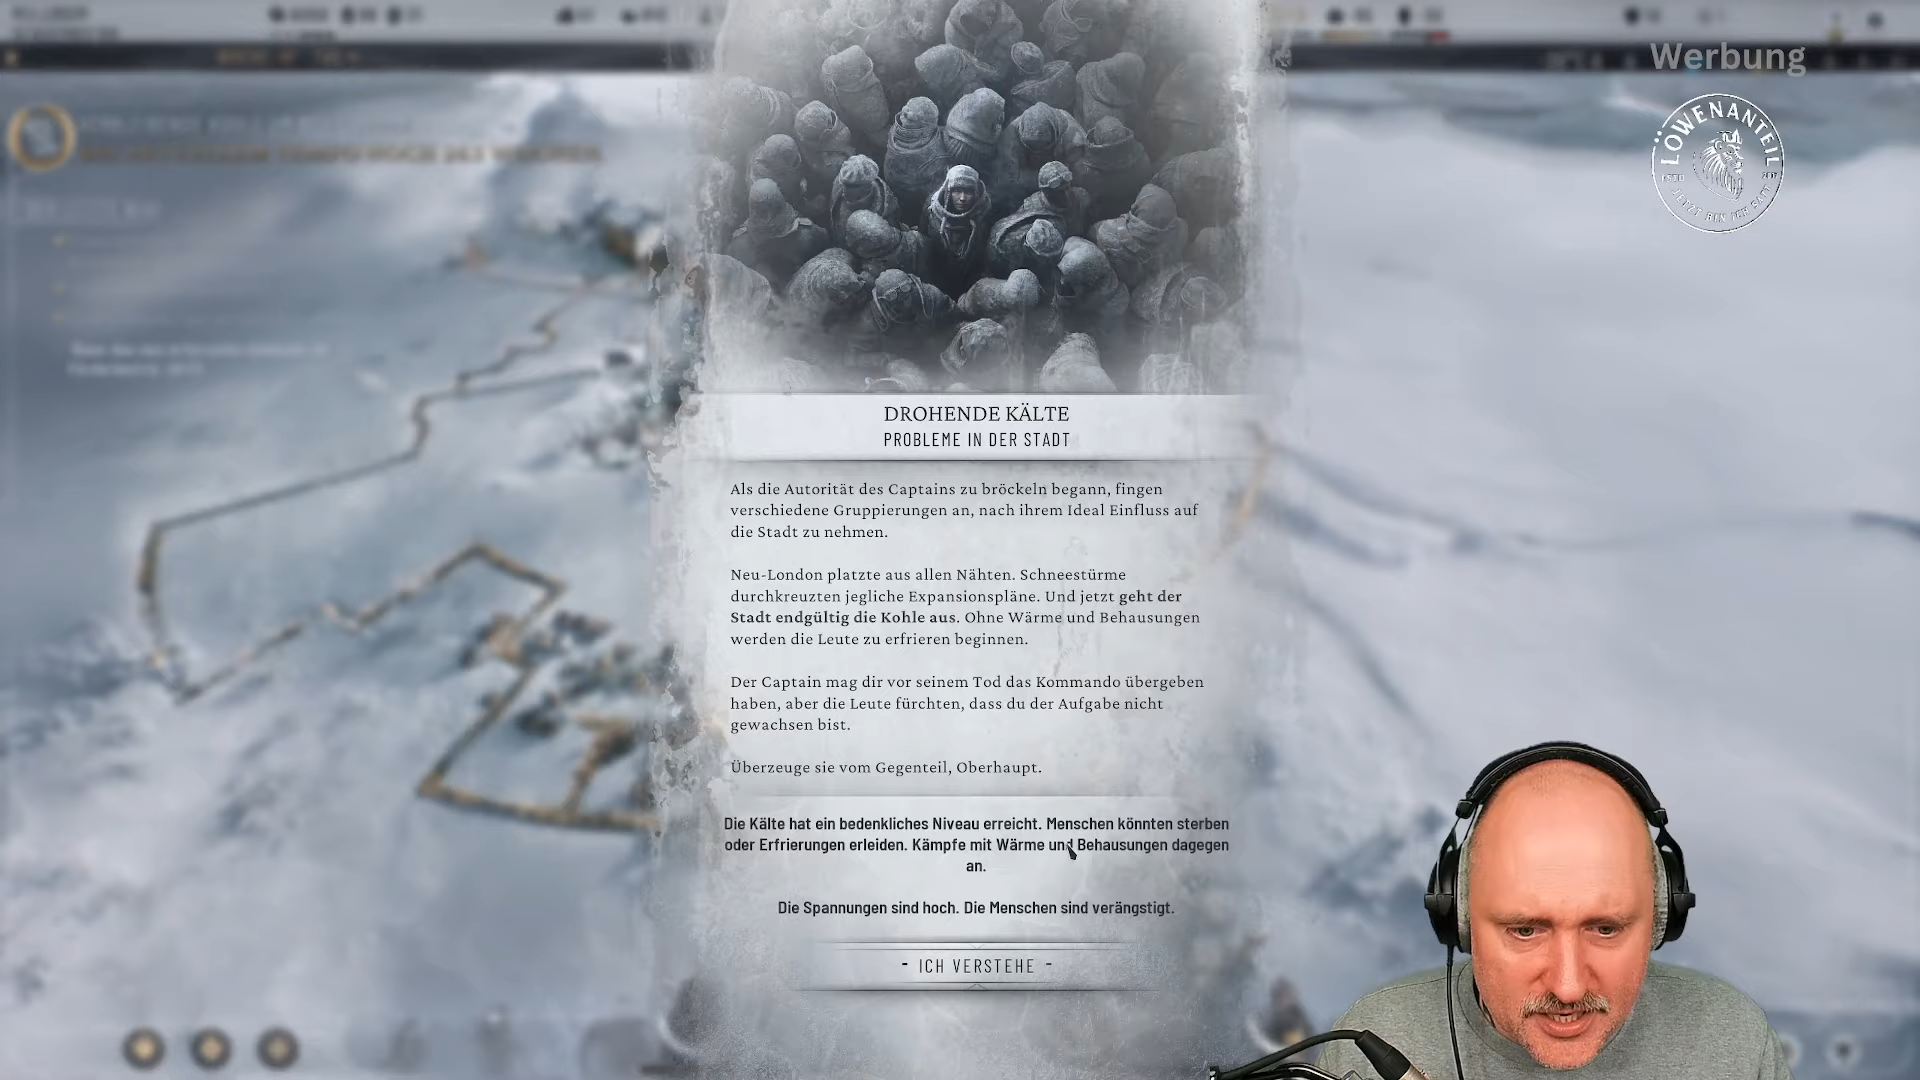 Werbung
LÖWENANTEIL
ESTD
JETZT BIN ICH SATT
DROHENDE KÄLTE
PROBLEME IN DER STADT
Als die Autorität des Captains zu bröckeln begann, fingen
verschiedene Gruppierungen an, nach ihrem Ideal Einfluss auf
die Stadt zu nehmen.
Neu-London platzte aus allen Nähten. Schneestürme
durchkreuzten jegliche Expansionspläne. Und jetzt geht der
Stadt endgültig die Kohle aus. Ohne Wärme und Behausungen
werden die Leute zu erfrieren beginnen.
Der Captain mag dir vor seinem Tod das Kommando übergeben
haben, aber die Leute fürchten, dass du der Aufgabe nicht
gewachsen bist.
Überzeuge sie vom Gegenteil, Oberhaupt.
Die Kälte hat ein bedenkliches Niveau erreicht. Menschen könnten sterben
oder Erfrierungen erleiden. Kämpfe mit Wärme und Behausungen dagegen
an.
Die Spannungen sind hoch. Die Menschen sind verängstigt.
- ICH VERSTEHE -